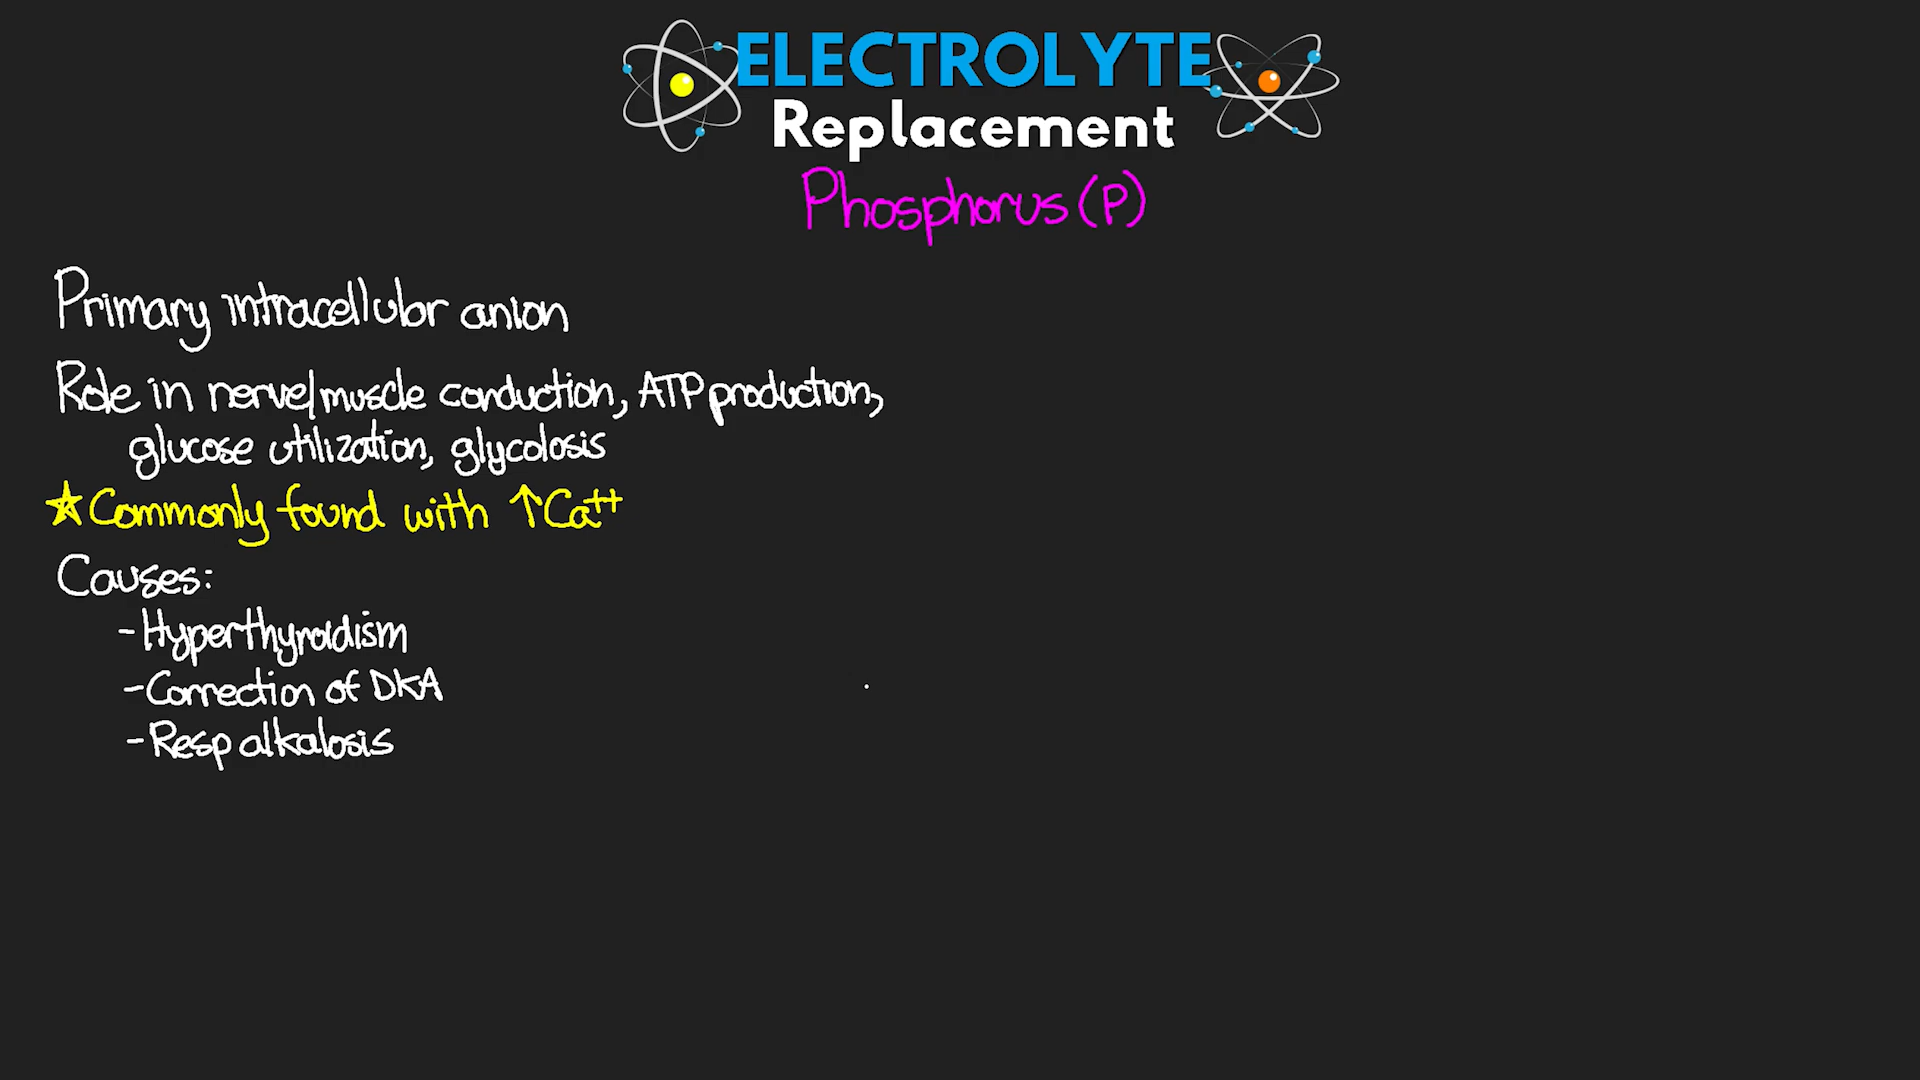 ELECTROLYTE
Replacement
Phosphorus (P)
Primary intracellular anion
Role in nerve/muscle conduction, ATP production,
glucose utilization, glycolosis
☆Commonly found with ↑Ca⁺⁺
Causes:
-Hyperthyroidism
-Correction of DKA
-Resp alkalosis